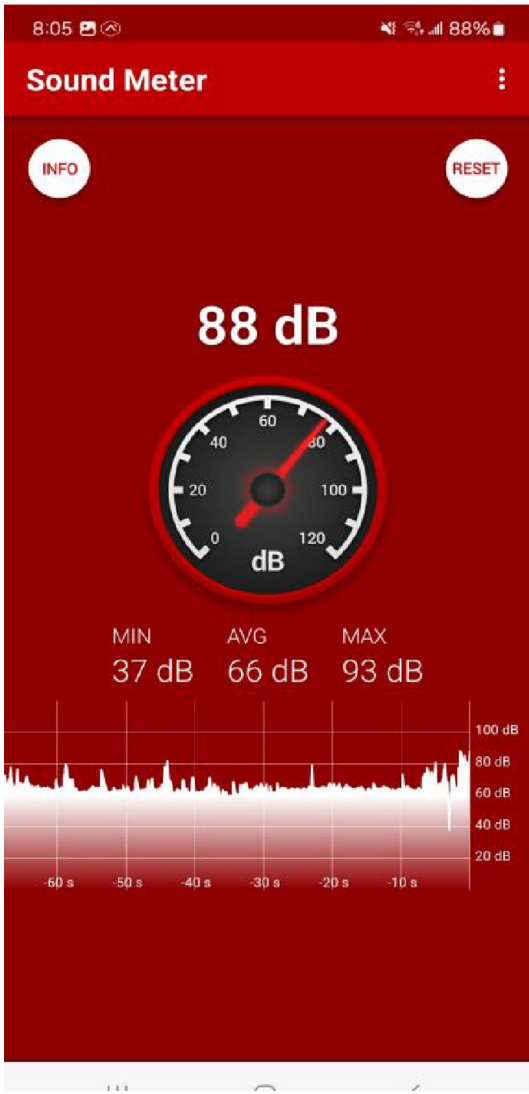 8:05 88%
Sound Meter
INFO RESET
88 dB
60
40 80
20 100
0 120
dB
MIN AVG MAX
37 dB 66 dB 93 dB
100 dB
80 dB
60 dB
40 dB
20 dB
-60 s -50 s -40 s -30 s -20 s -10 s